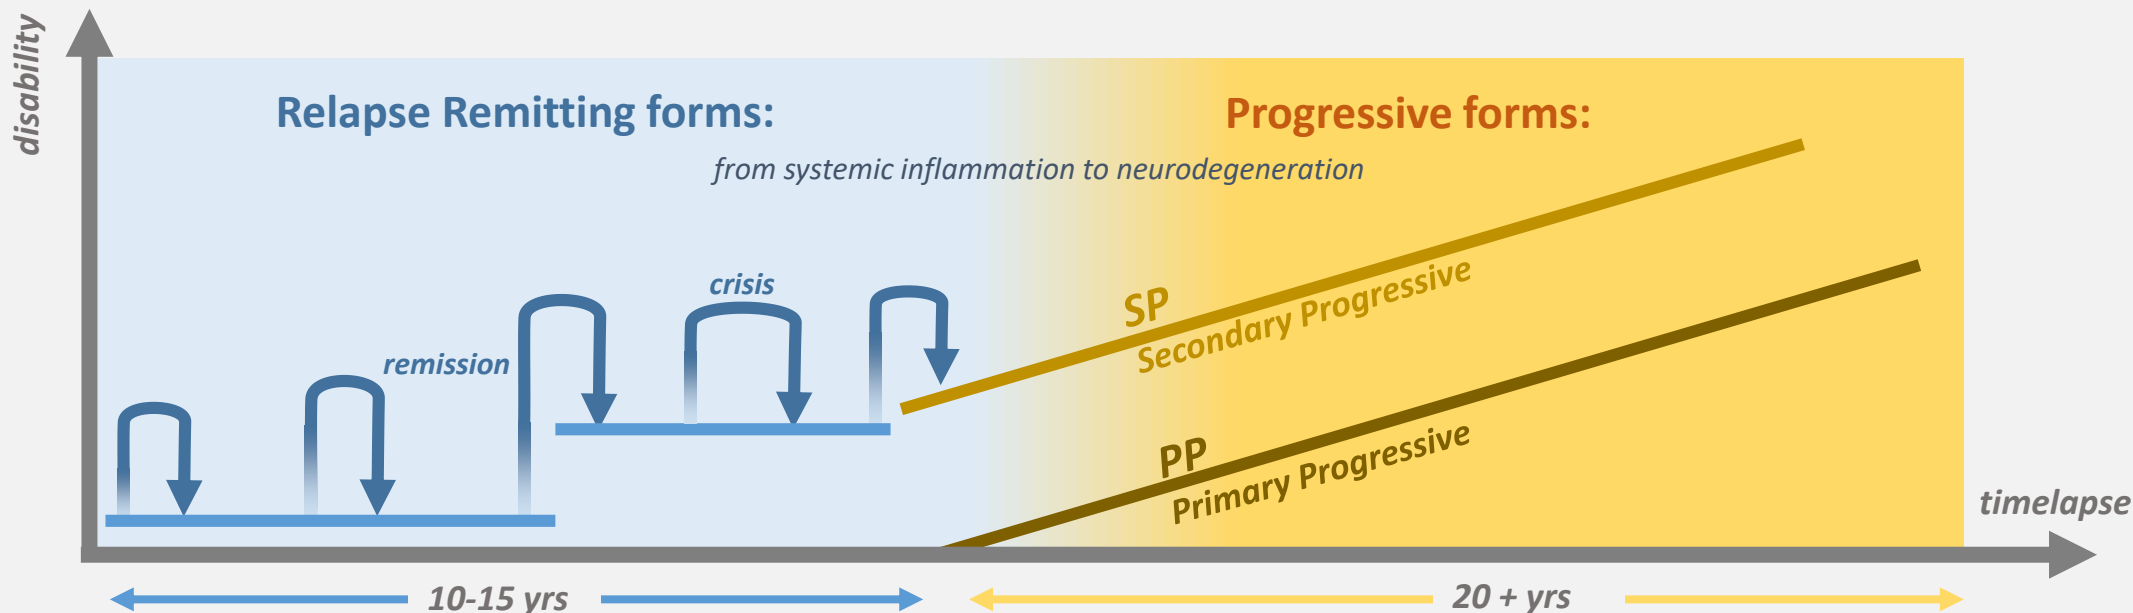 disability
Relapse Remitting forms:
Progressive forms:
from systemic inflammation to neurodegeneration
crisis
remission
SP
Secondary Progressive
PP
Primary Progressive
timelapse
10-15 yrs
20 + yrs